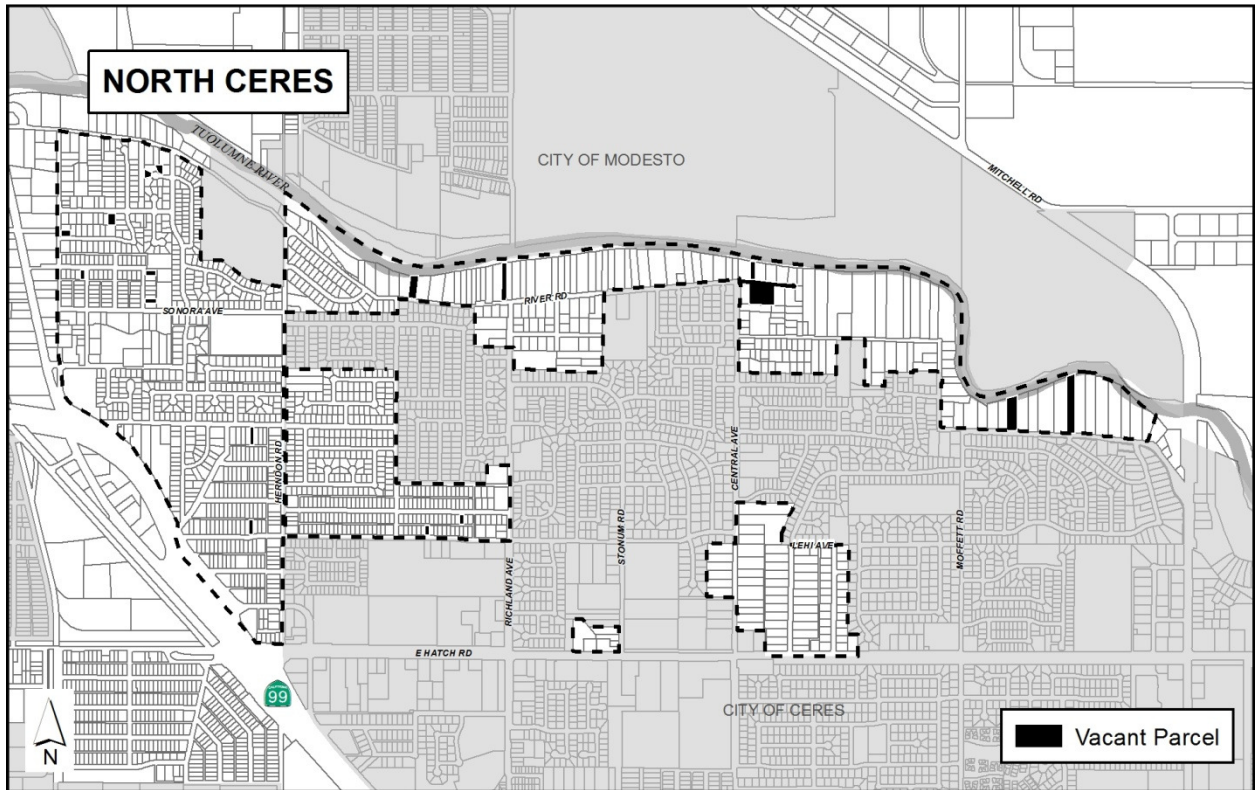 NORTH CERES
TUOLUMNE RIVER
CITY OF MODESTO
MITCHELL RD
RIVER RD
SONORA AVE
HERNDON RD
CENTRAL AVE
LEHI AVE
STONUM RD
MOFFETT RD
RICHLAND AVE
E HATCH RD
CALIFORNIA
99
CITY OF CERES
N
Vacant Parcel